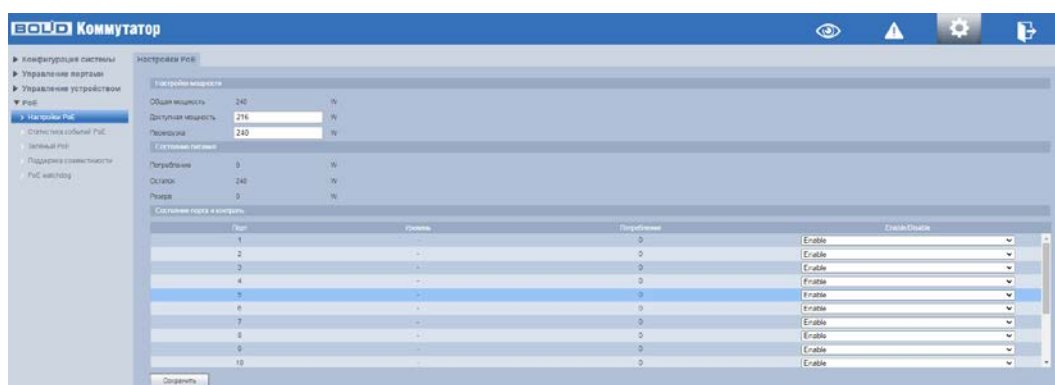 BOLID Коммутатор
Конфигурация системы
Управление портами
Управление устройством
PoE
Настройки PoE
Статистика событий PoE
Зеленый PoE
Поддержка совместимости
PoE watchdog
Настройки PoE
Настройки мощности
Общая мощность 240 W
Доступная мощность 216 W
Перегрузка 240 W
Состояние питания
Потребление 0 W
Остаток 240 W
Резерв 0 W
Состояние порта и контроль
Порт Уровень Потребление Enable/Disable
1 - 0 Enable
2 - 0 Enable
3 - 0 Enable
4 - 0 Enable
5 - 0 Enable
6 - 0 Enable
7 - 0 Enable
8 - 0 Enable
9 - 0 Enable
10 - 0 Enable
Сохранить